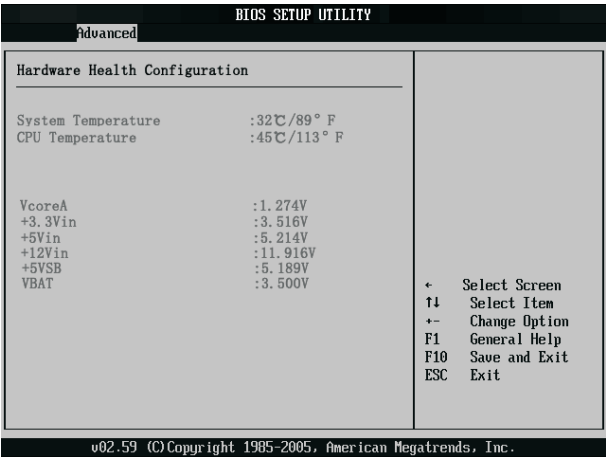 BIOS SETUP UTILITY
Advanced
Hardware Health Configuration
System Temperature :32℃/89° F
CPU Temperature :45℃/113° F
VcoreA :1.274V
+3.3Vin :3.516V
+5Vin :5.214V
+12Vin :11.916V
+5VSB :5.189V
VBAT :3.500V
← Select Screen
↑↓ Select Item
+- Change Option
F1 General Help
F10 Save and Exit
ESC Exit
v02.59 (C)Copyright 1985-2005, American Megatrends, Inc.